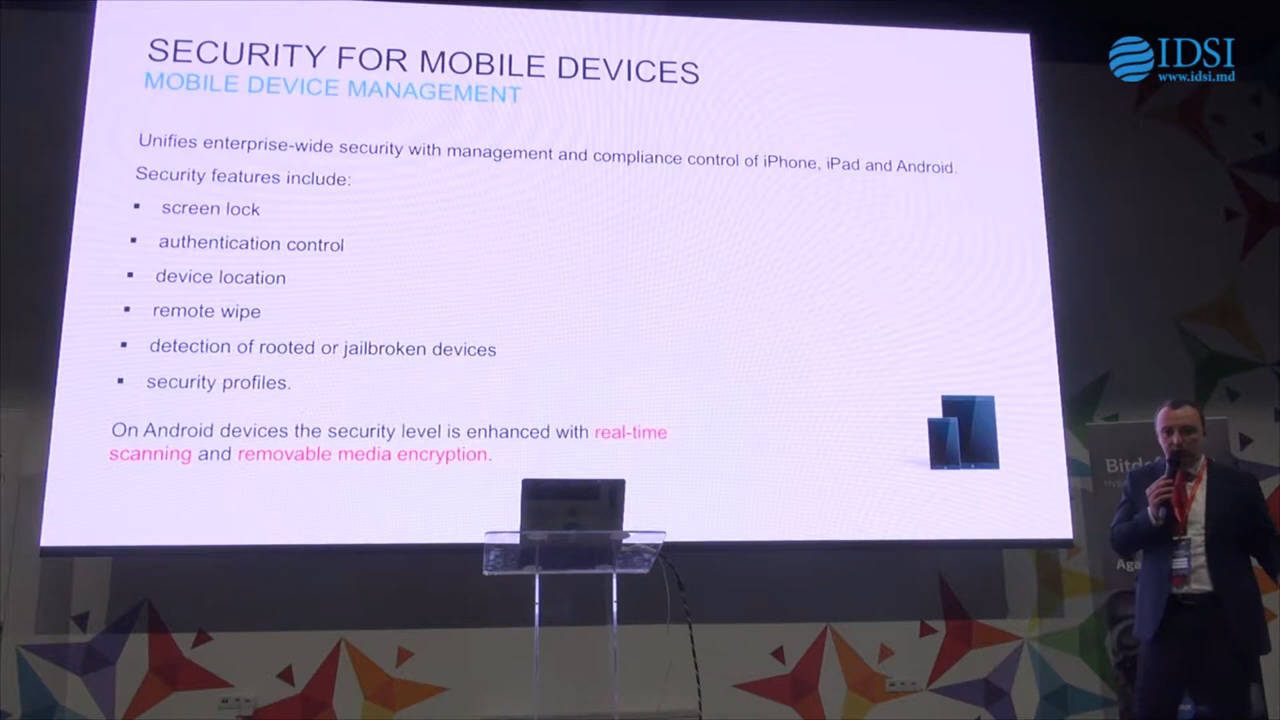 SECURITY FOR MOBILE DEVICES
MOBILE DEVICE MANAGEMENT
Unifies enterprise-wide security with management and compliance control of iPhone, iPad and Android.
Security features include:
▪ screen lock
▪ authentication control
▪ device location
▪ remote wipe
▪ detection of rooted or jailbroken devices
▪ security profiles.
On Android devices the security level is enhanced with real-time
scanning and removable media encryption.
IDSI
www.idsi.md